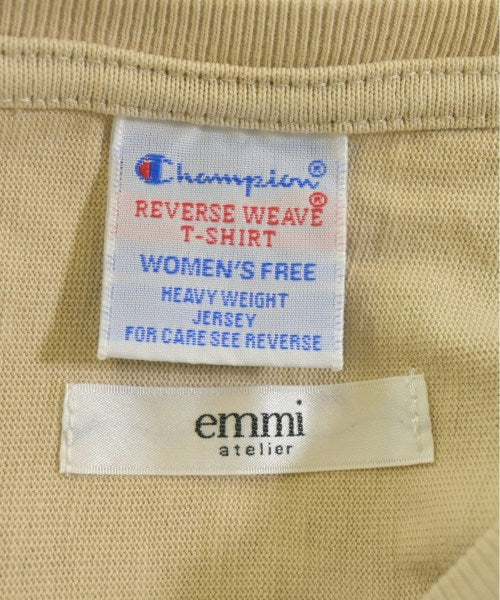 Champion®
REVERSE WEAVE®
T-SHIRT
WOMEN'S FREE
HEAVY WEIGHT
JERSEY
FOR CARE SEE REVERSE
emmi
atelier